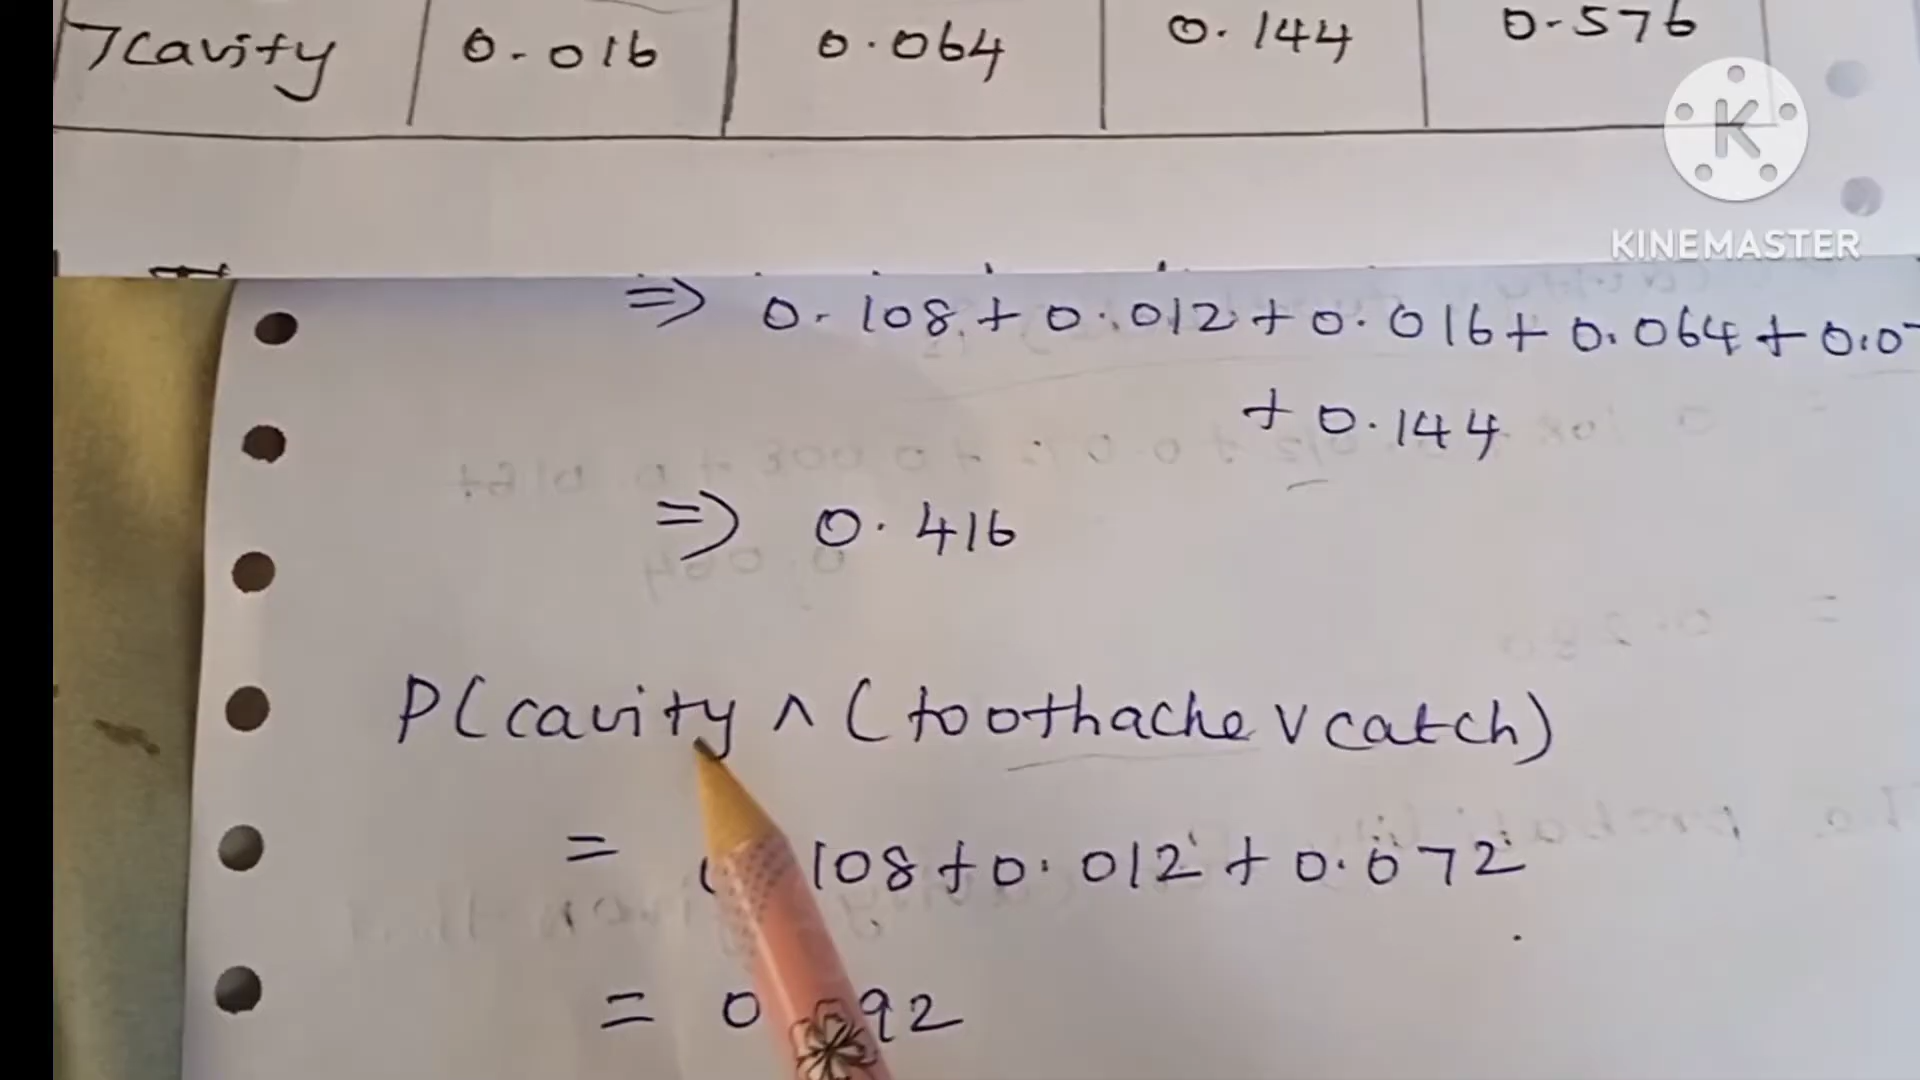 ¬cavity 0.016 0.064 0.144 0.576
K
KINEMASTER
=> 0.108 + 0.012 + 0.016 + 0.064 + 0.0
+ 0.144
=> 0.416
P(cavity ∧ (toothache ∨ catch)
= 108 + 0.012 + 0.072
= 0 92